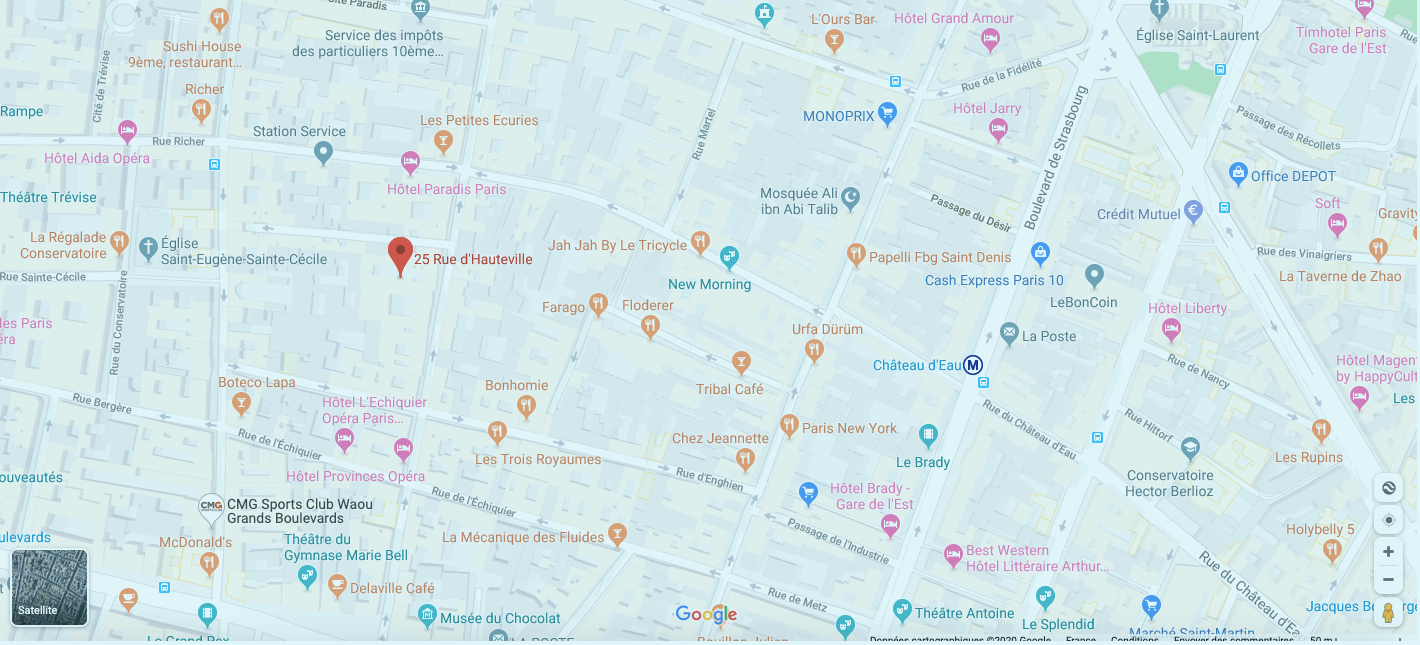 Cité Paradis
Service des impôts
des particuliers 10ème...
L'Ours Bar
Hôtel Grand Amour
Église Saint-Laurent
Timhotel Paris
Gare de l'Est
Sushi House
9ème, restaurant...
Cité de Trévise
Richer
Rampe
Rue de la Fidélité
Boulevard de Strasbourg
MONOPRIX
Hôtel Jarry
Passage des Récollets
Les Petites Ecuries
Station Service
Rue Richer
Rue Martel
Hôtel Aida Opéra
Hôtel Paradis Paris
Office DEPOT
Théâtre Trévise
Mosquée Ali
ibn Abi Talib
Passage du Désir
Crédit Mutuel
Soft
Gravity
La Régalade
Conservatoire
Église
Saint-Eugène-Sainte-Cécile
25 Rue d'Hauteville
Jah Jah By Le Tricycle
New Morning
Papelli Fbg Saint Denis
Rue des Vinaigriers
Cash Express Paris 10
La Taverne de Zhao
Rue Sainte-Cécile
LeBonCoin
Farago
Floderer
Hôtel Liberty
les Paris
éra
Rue du Conservatoire
Urfa Dürüm
La Poste
Château d'Eau
M
Rue de Nancy
Hôtel Magen
by HappyCult
Les
Boteco Lapa
Bonhomie
Tribal Café
Rue Bergère
Hôtel L'Echiquier
Opéra Paris...
Rue du Château d'Eau
Rue Hittorf
Paris New York
Rue de l'Échiquier
Chez Jeannette
Les Trois Royaumes
Le Brady
Les Rupins
Hôtel Provinces Opéra
ouveautés
Rue d'Enghien
Conservatoire
Hector Berlioz
Rue de l'Échiquier
Hôtel Brady -
Gare de l'Est
CMG
CMG Sports Club Waou
Grands Boulevards
Passage de l'Industrie
Holybelly 5
ulevards
McDonald's
Théâtre du
Gymnase Marie Bell
La Mécanique des Fluides
Best Western
Hôtel Littéraire Arthur...
Rue du Château d'Ea
Delaville Café
Rue de Metz
Satellite
Google
Musée du Chocolat
Théâtre Antoine
Le Splendid
Jacques Bo
Marché Saint-Martin
Le Grand Rex
LA POSTE
Bouillon Julien
Données cartographiques ©2020 Google
France
Conditions
Envoyer des commentaires
50 m